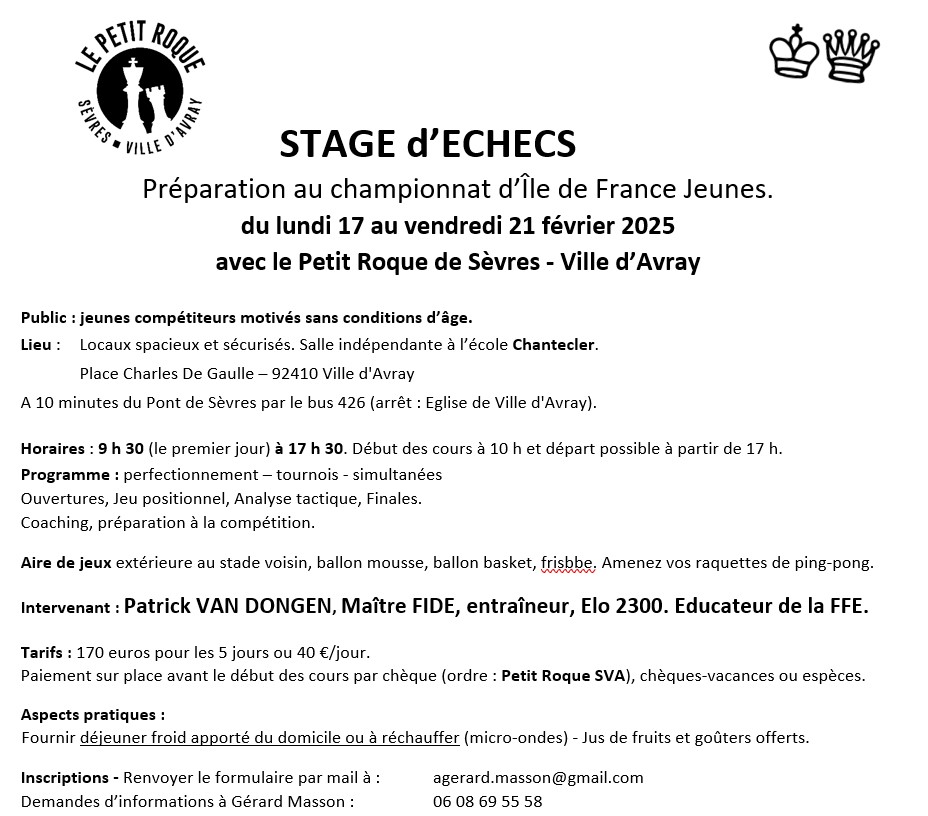 LE PETIT ROQUE
SÈVRES ▪ VILLE D'AVRAY
STAGE d’ECHECS
Préparation au championnat d’Île de France Jeunes.
du lundi 17 au vendredi 21 février 2025
avec le Petit Roque de Sèvres - Ville d’Avray
Public : jeunes compétiteurs motivés sans conditions d’âge.
Lieu : Locaux spacieux et sécurisés. Salle indépendante à l’école Chantecler.
Place Charles De Gaulle – 92410 Ville d'Avray
A 10 minutes du Pont de Sèvres par le bus 426 (arrêt : Eglise de Ville d'Avray).
Horaires : 9 h 30 (le premier jour) à 17 h 30. Début des cours à 10 h et départ possible à partir de 17 h.
Programme : perfectionnement – tournois - simultanées
Ouvertures, Jeu positionnel, Analyse tactique, Finales.
Coaching, préparation à la compétition.
Aire de jeux extérieure au stade voisin, ballon mousse, ballon basket, frisbbe. Amenez vos raquettes de ping-pong.
Intervenant : Patrick VAN DONGEN, Maître FIDE, entraîneur, Elo 2300. Educateur de la FFE.
Tarifs : 170 euros pour les 5 jours ou 40 €/jour.
Paiement sur place avant le début des cours par chèque (ordre : Petit Roque SVA), chèques-vacances ou espèces.
Aspects pratiques :
Fournir déjeuner froid apporté du domicile ou à réchauffer (micro-ondes) - Jus de fruits et goûters offerts.
Inscriptions - Renvoyer le formulaire par mail à : agerard.masson@gmail.com
Demandes d’informations à Gérard Masson : 06 08 69 55 58